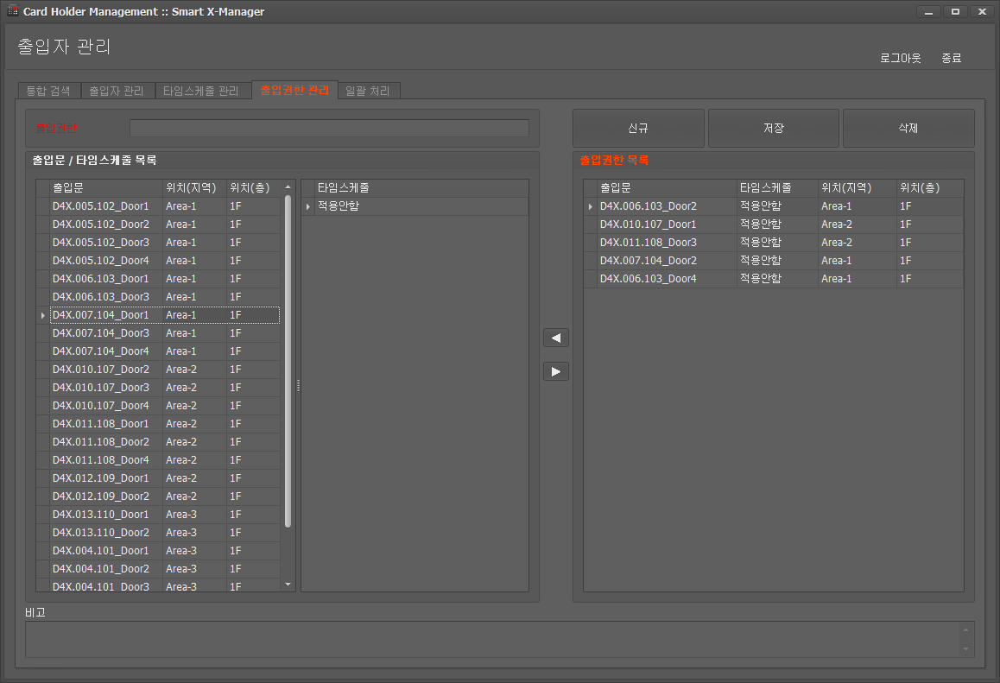 Card Holder Management :: Smart X-Manager
출입자 관리
로그아웃 종료
통합 검색 출입자 관리 타임스케줄 관리 출입권한 관리 일괄 처리
출입권한
신규 저장 삭제
출입문 / 타임스케줄 목록
출입권한 목록
출입문 위치(지역) 위치(층) 타임스케줄
D4X.005.102_Door1 Area-1 1F 적용안함
D4X.005.102_Door2 Area-1 1F
D4X.005.102_Door3 Area-1 1F
D4X.005.102_Door4 Area-1 1F
D4X.006.103_Door1 Area-1 1F
D4X.006.103_Door3 Area-1 1F
D4X.007.104_Door1 Area-1 1F
D4X.007.104_Door3 Area-1 1F
D4X.007.104_Door4 Area-1 1F
D4X.010.107_Door2 Area-2 1F
D4X.010.107_Door3 Area-2 1F
D4X.010.107_Door4 Area-2 1F
D4X.011.108_Door1 Area-2 1F
D4X.011.108_Door2 Area-2 1F
D4X.011.108_Door4 Area-2 1F
D4X.012.109_Door1 Area-2 1F
D4X.012.109_Door2 Area-2 1F
D4X.013.110_Door1 Area-3 1F
D4X.013.110_Door2 Area-3 1F
D4X.004.101_Door1 Area-3 1F
D4X.004.101_Door2 Area-3 1F
D4X.004.101_Door3 Area-3 1F
출입문 타임스케줄 위치(지역) 위치(층)
D4X.006.103_Door2 적용안함 Area-1 1F
D4X.010.107_Door1 적용안함 Area-2 1F
D4X.011.108_Door3 적용안함 Area-2 1F
D4X.007.104_Door2 적용안함 Area-1 1F
D4X.006.103_Door4 적용안함 Area-1 1F
비고